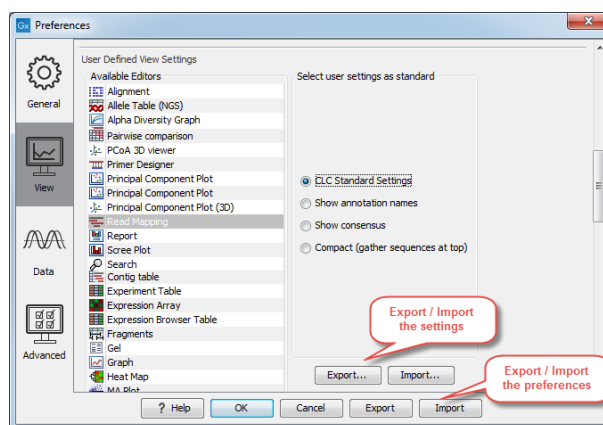 Gx Preferences
User Defined View Settings
Available Editors
Select user settings as standard
General
View
Data
Advanced
Alignment
Allele Table (NGS)
Alpha Diversity Graph
Pairwise comparison
PCoA 3D viewer
Primer Designer
Principal Component Plot
Principal Component Plot
Principal Component Plot (3D)
Read Mapping
Report
Scree Plot
Search
Contig table
Experiment Table
Expression Array
Expression Browser Table
Fragments
Gel
Graph
Heat Map
MA Plot
CLC Standard Settings
Show annotation names
Show consensus
Compact (gather sequences at top)
Export / Import
the settings
Export...
Import...
Export / Import
the preferences
? Help
OK
Cancel
Export
Import